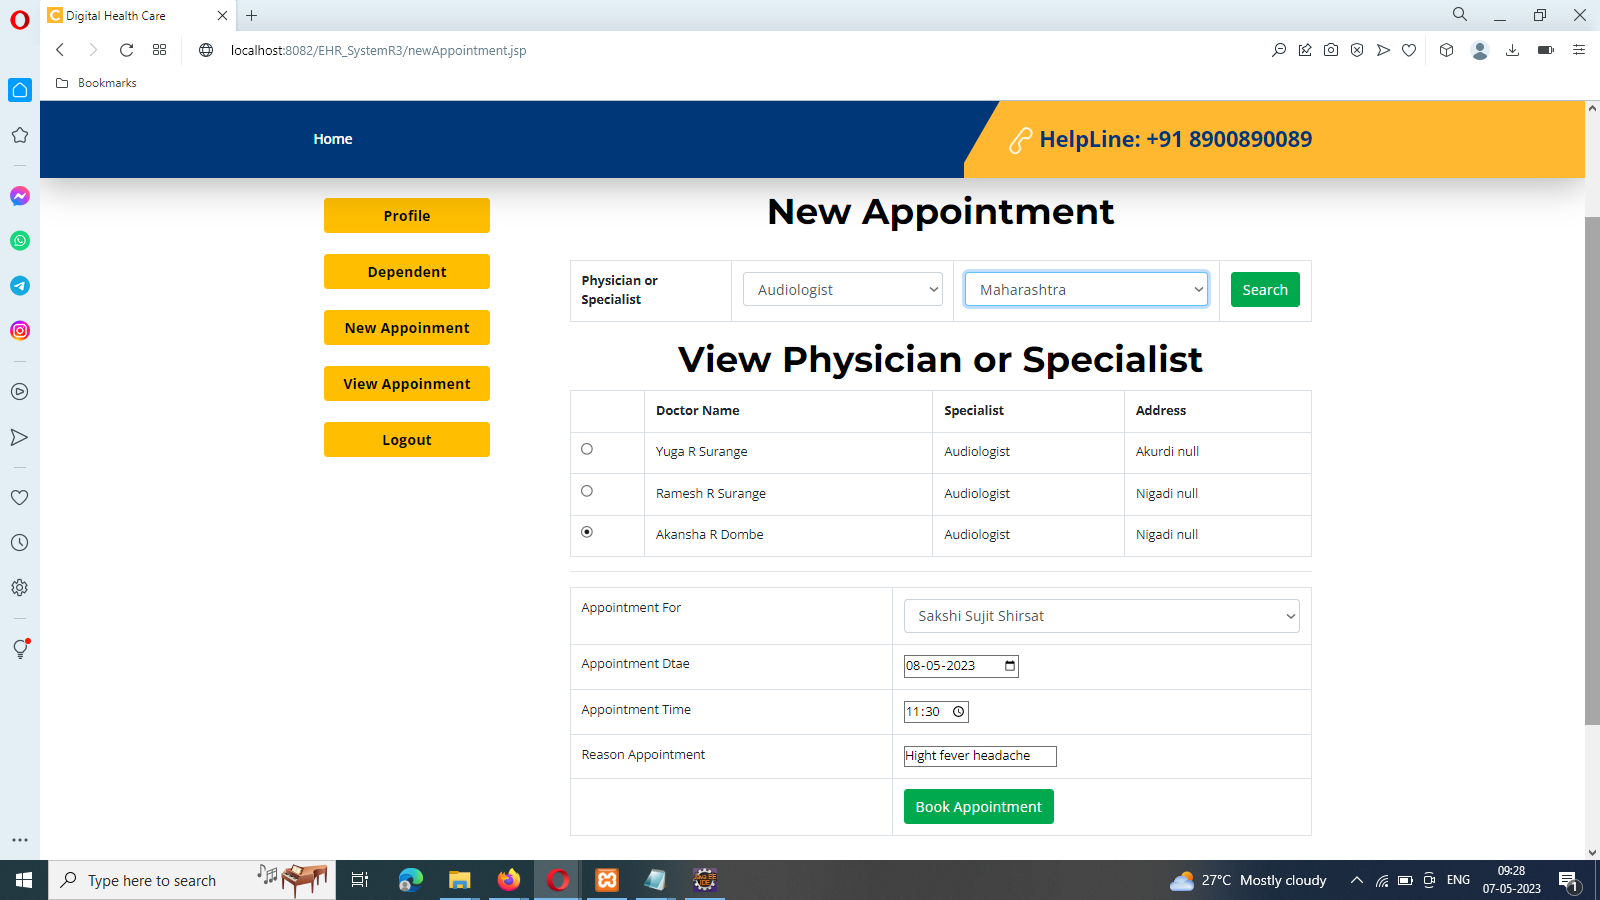 Digital Health Care
localhost:8082/EHR_SystemR3/newAppointment.jsp
Bookmarks
Home
HelpLine: +91 8900890089
Profile
Dependent
New Appoinment
View Appoinment
Logout
New Appointment
Physician or
Specialist
Audiologist
Maharashtra
Search
View Physician or Specialist
Doctor Name Specialist Address
Yuga R Surange Audiologist Akurdi null
Ramesh R Surange Audiologist Nigadi null
Akansha R Dombe Audiologist Nigadi null
Appointment For Sakshi Sujit Shirsat
Appointment Dtae 08-05-2023
Appointment Time 11:30
Reason Appointment Hight fever headache
Book Appointment
Type here to search
27°C Mostly cloudy
ENG
09:28
07-05-2023
1